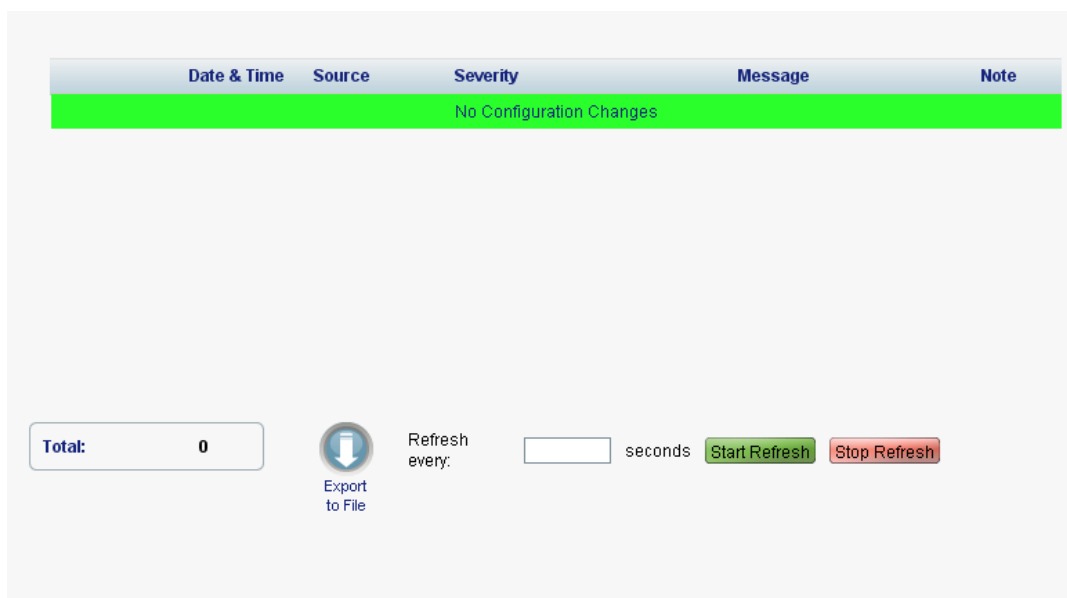 Date & Time Source Severity Message Note
No Configuration Changes
Total: 0
Export
to File
Refresh
every:
seconds
Start Refresh
Stop Refresh